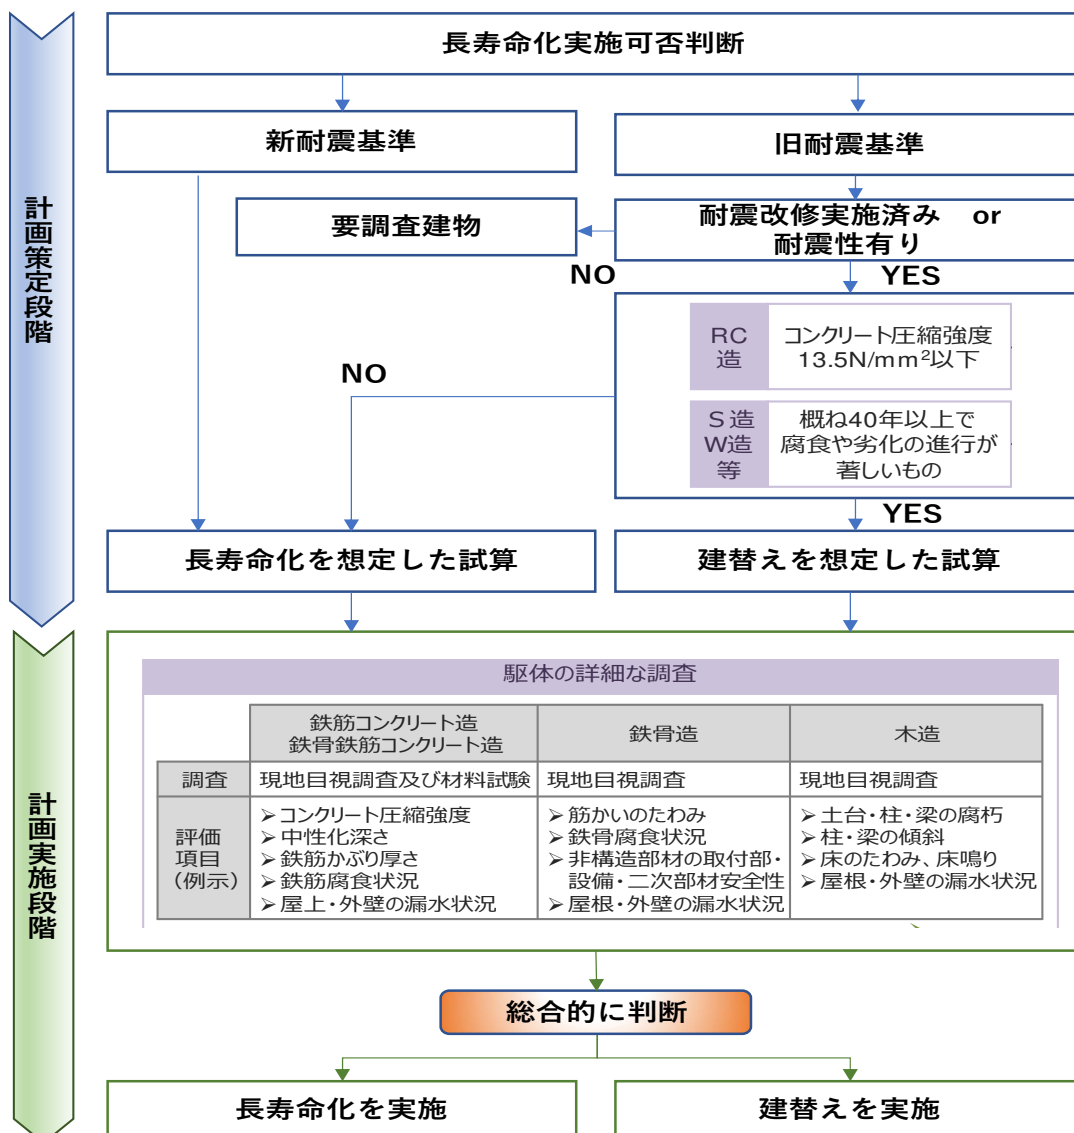 計画策定段階
長寿命化実施可否判断
新耐震基準
旧耐震基準
要調査建物
耐震改修実施済み or
耐震性有り
NO
YES
RC
造
コンクリート圧縮強度
13.5N/mm²以下
NO
S造
W造
等
概ね40年以上で
腐食や劣化の進行が
著しいもの
YES
長寿命化を想定した試算
建替えを想定した試算
計画実施段階
駆体の詳細な調査
鉄筋コンクリート造
鉄骨鉄筋コンクリート造
鉄骨造
木造
調査
現地目視調査及び材料試験
現地目視調査
現地目視調査
評価
項目
(例示)
➢コンクリート圧縮強度
➢中性化深さ
➢鉄筋かぶり厚さ
➢鉄筋腐食状況
➢屋上・外壁の漏水状況
➢筋かいのたわみ
➢鉄骨腐食状況
➢非構造部材の取付部・
設備・二次部材安全性
➢屋根・外壁の漏水状況
➢土台・柱・梁の腐朽
➢柱・梁の傾斜
➢床のたわみ、床鳴り
➢屋根・外壁の漏水状況
総合的に判断
長寿命化を実施
建替えを実施